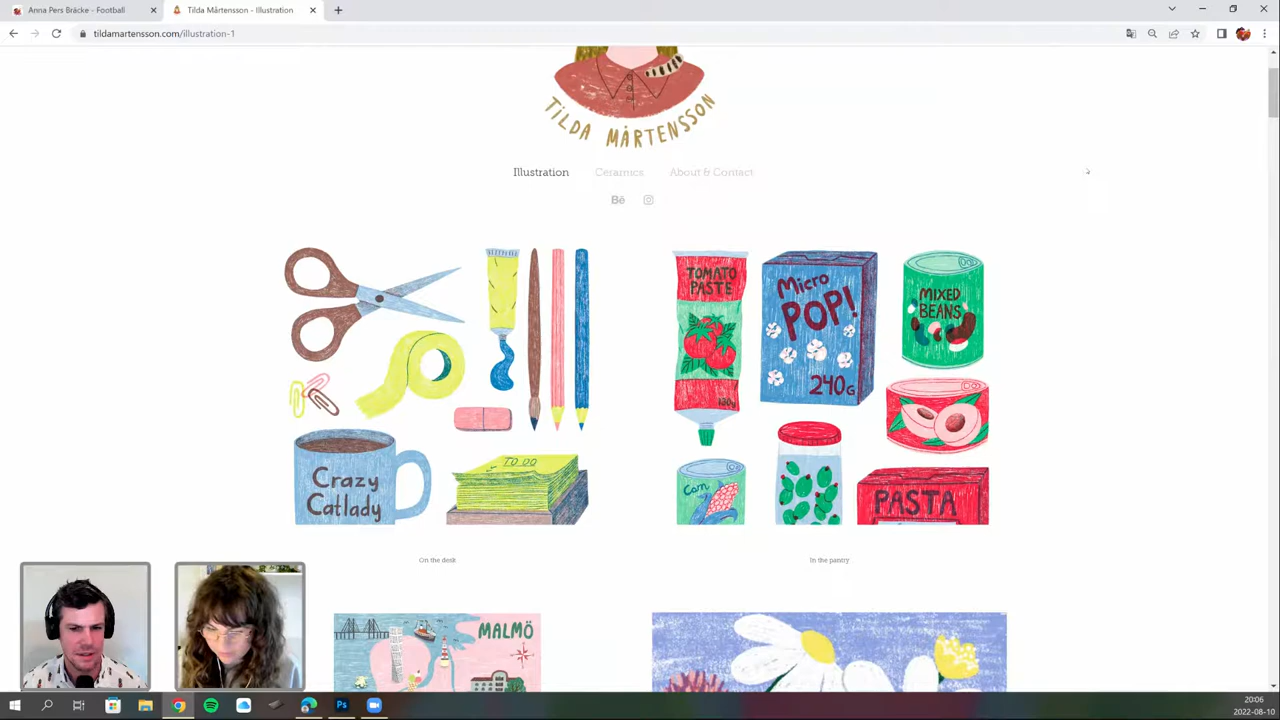 Anna Pers Bräcke - Football
Tilda Mårtensson - Illustration
tildamartensson.com/illustration-1
TILDA MÅRTENSSON
Illustration
Ceramics
About & Contact
Bē
TOMATO
PASTE
180g
Micro
POP!
240G
MIXED
BEANS
TO DO
Crazy
Catlady
Corn
PASTA
On the desk
In the pantry
MALMÖ
20:06
2022-08-10